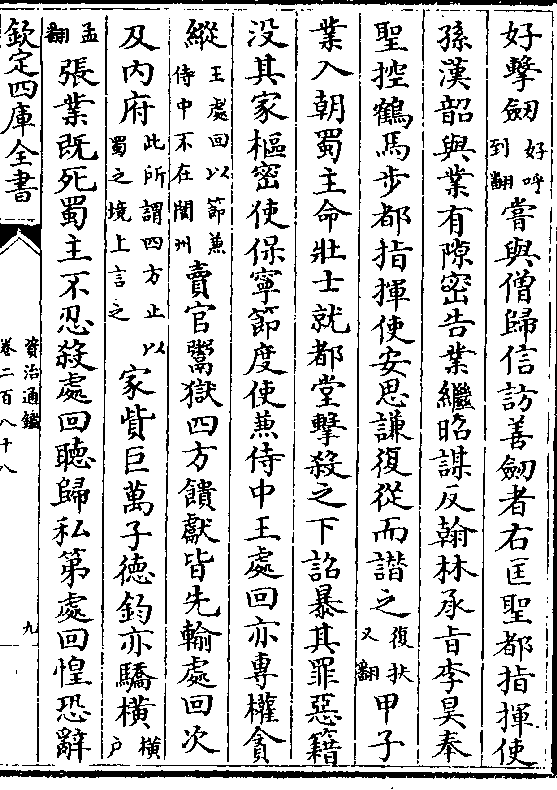 好擊劒好呼到翻嘗與僧歸信訪善劒者右匡聖都指揮使
孫漢韶與業有隙密告業繼昭謀反翰林承旨李昊奉
聖控鶴馬步都指揮使安思謙復從而譖之復扶又翻甲子
業入朝蜀主命壯士就都堂擊殺之下詔暴其罪惡籍
没其家樞密使保寧節度使兼侍中王處回亦專權貪
縱王處回以節兼侍中不在閬州賣官鬻獄四方饋獻皆先輸處回次
及内府此所謂四方止以蜀之境上言之家貲巨萬子德鈞亦驕橫橫户
孟翻張業既死蜀主不忍殺處回聽歸私第處回惶恐辭
欽定四庫全書
資治通鑑
卷二百八十八
九